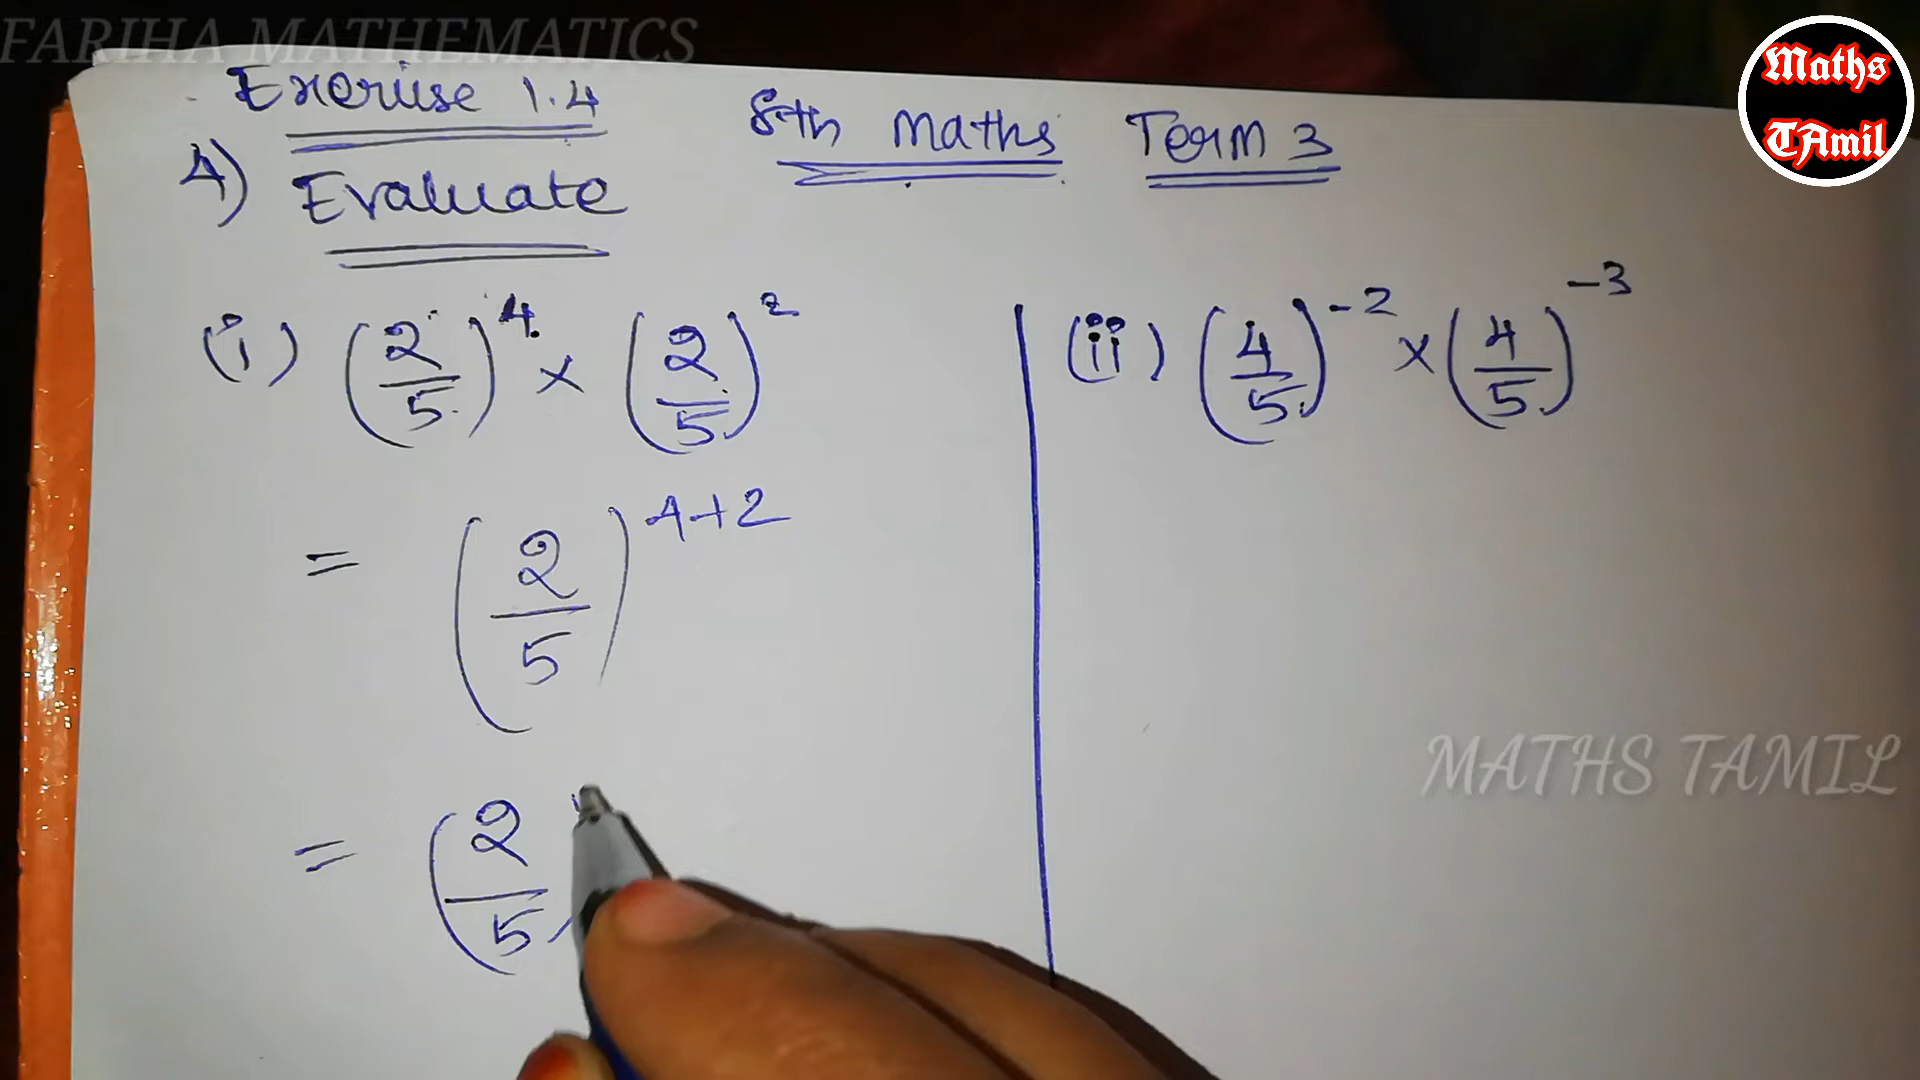 FARIHA MATHEMATICS
Maths
TAmil
Exercise 1.4
8th Maths Term 3
4) Evaluate
(i) (2/5)^4 × (2/5)^2
(ii) (4/5)^-2 × (4/5)^-3
= (2/5)^4+2
= (2/5)
MATHS TAMIL